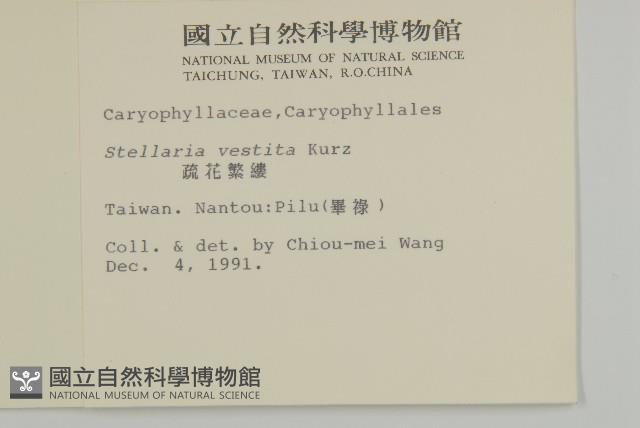 國立自然科學博物館
NATIONAL MUSEUM OF NATURAL SCIENCE
TAICHUNG, TAIWAN, R.O.CHINA
Caryophyllaceae,Caryophyllales
Stellaria vestita Kurz
疏花繁縷
Taiwan. Nantou:Pilu(畢祿)
Coll. & det. by Chiou-mei Wang
Dec. 4, 1991.
國立自然科學博物館
NATIONAL MUSEUM OF NATURAL SCIENCE